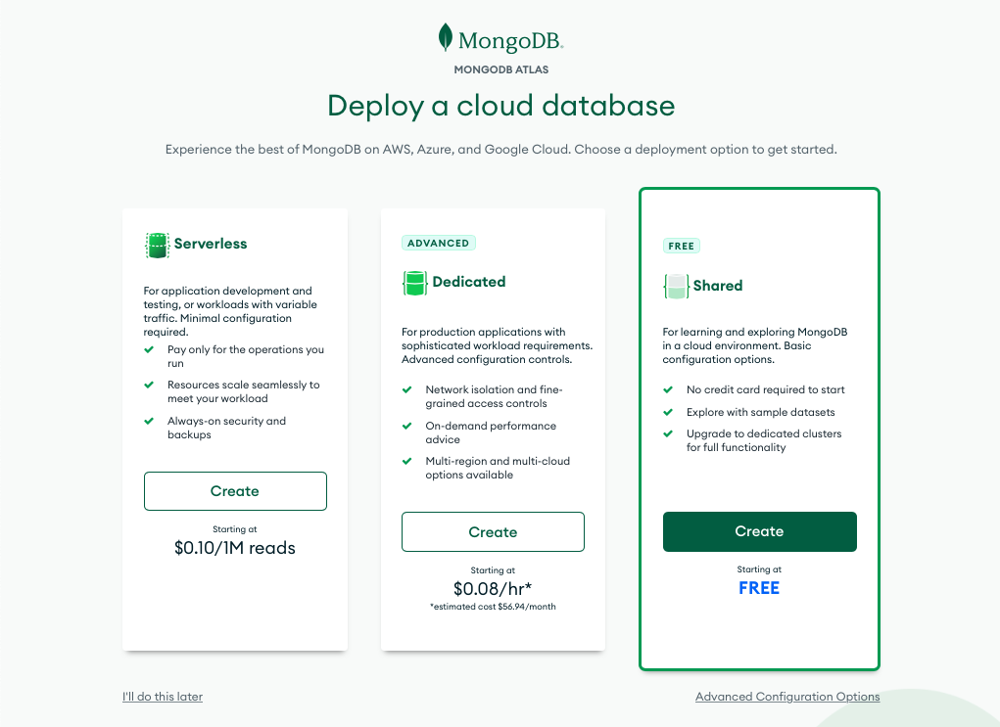 MongoDB®
MONGODB ATLAS
Deploy a cloud database
Experience the best of MongoDB on AWS, Azure, and Google Cloud. Choose a deployment option to get started.
Serverless
For application development and
testing, or workloads with variable
traffic. Minimal configuration
required.
Pay only for the operations you
run
Resources scale seamlessly to
meet your workload
Always-on security and
backups
Create
Starting at
$0.10/1M reads
ADVANCED
Dedicated
For production applications with
sophisticated workload requirements.
Advanced configuration controls.
Network isolation and fine-
grained access controls
On-demand performance
advice
Multi-region and multi-cloud
options available
Create
Starting at
$0.08/hr*
*estimated cost $56.94/month
FREE
Shared
For learning and exploring MongoDB
in a cloud environment. Basic
configuration options.
No credit card required to start
Explore with sample datasets
Upgrade to dedicated clusters
for full functionality
Create
Starting at
FREE
I'll do this later
Advanced Configuration Options